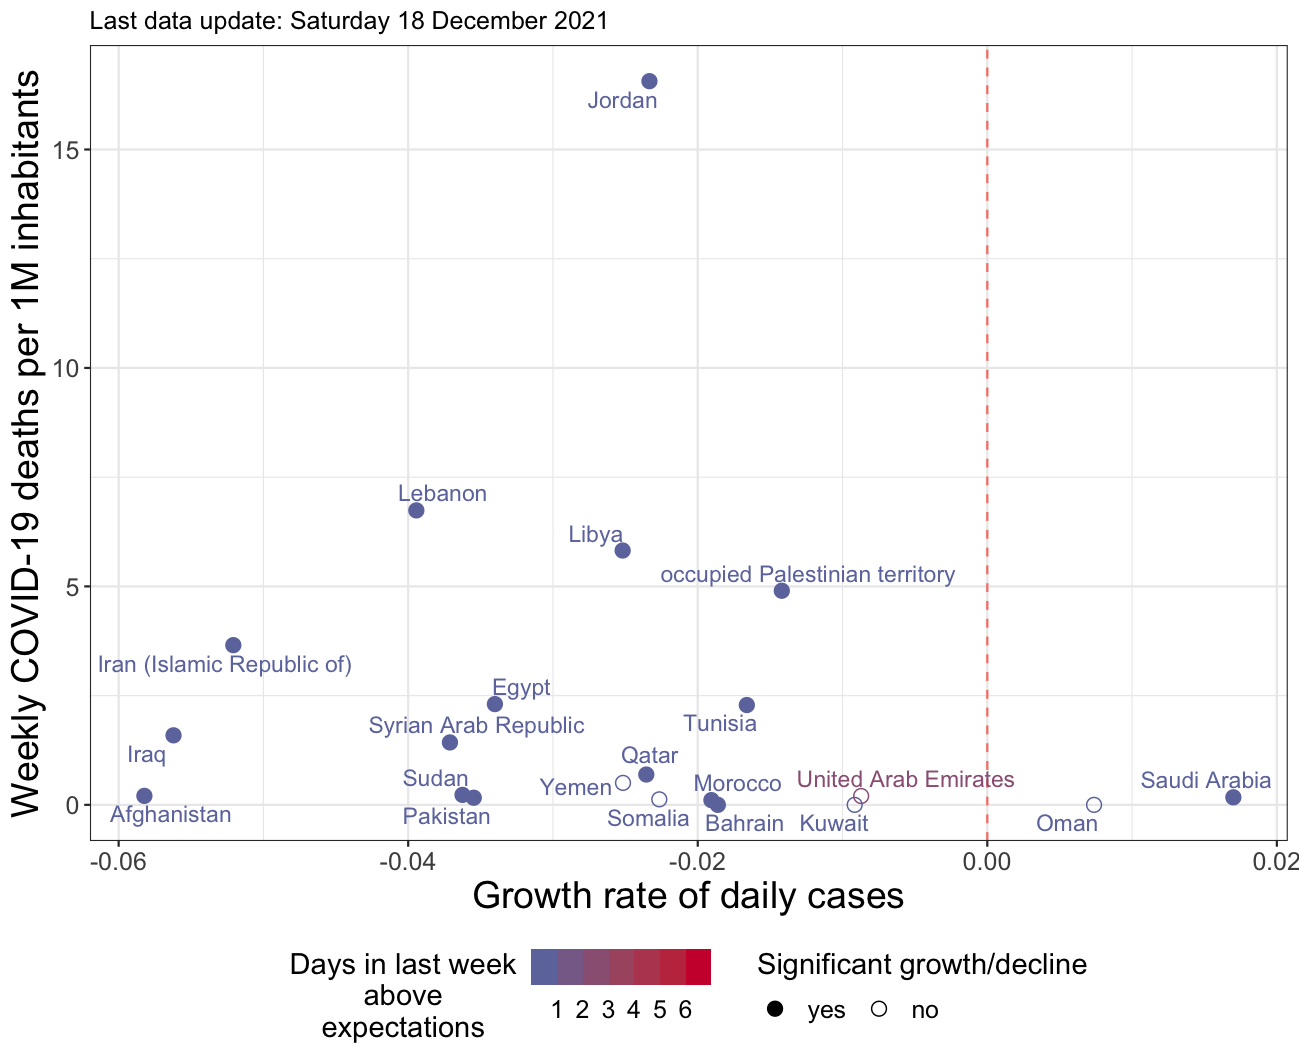 Last data update: Saturday 18 December 2021
Weekly COVID-19 deaths per 1M inhabitants
15
10
5
0
Jordan
Lebanon
Libya
occupied Palestinian territory
Iran (Islamic Republic of)
Egypt
Syrian Arab Republic
Tunisia
Iraq
Qatar
Sudan
Yemen
Morocco
United Arab Emirates
Saudi Arabia
Afghanistan
Pakistan
Somalia
Bahrain
Kuwait
Oman
-0.06
-0.04
-0.02
0.00
0.02
Growth rate of daily cases
Days in last week
above
expectations
1 2 3 4 5 6
Significant growth/decline
yes
no